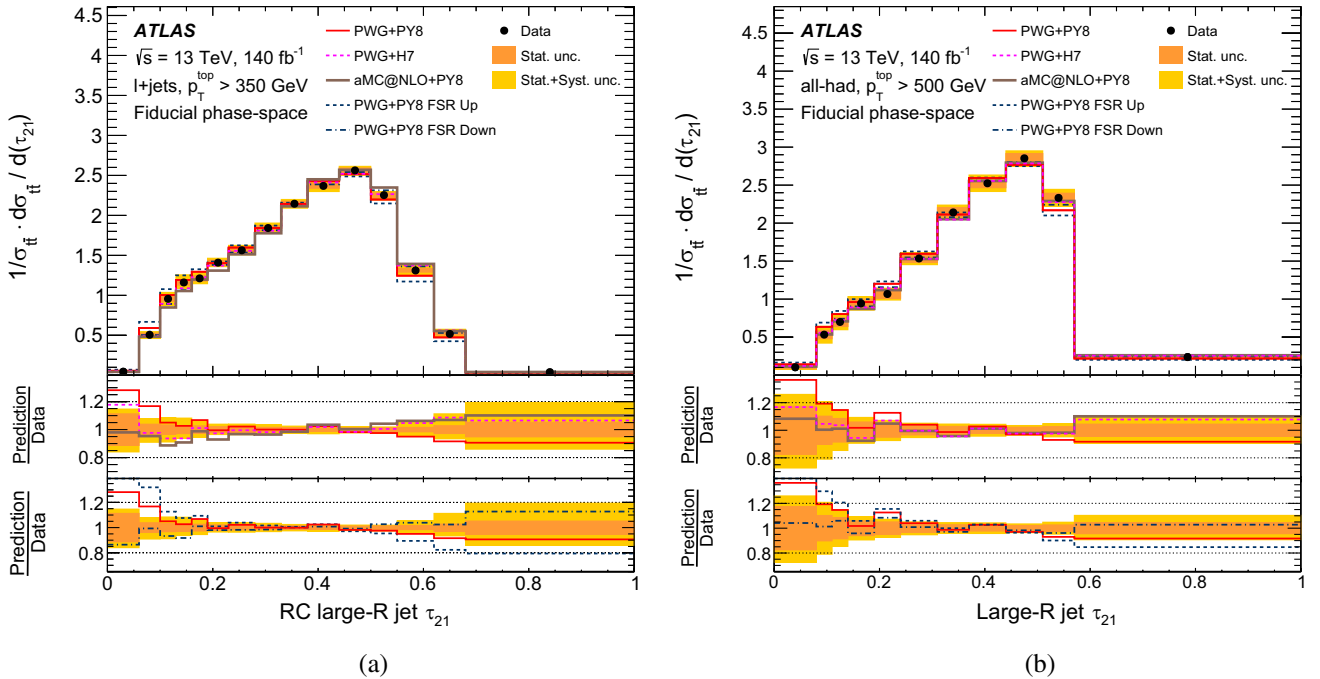 ATLAS
√s = 13 TeV, 140 fb⁻¹
l+jets, p_T^top > 350 GeV
Fiducial phase-space
PWG+PY8
PWG+H7
aMC@NLO+PY8
PWG+PY8 FSR Up
PWG+PY8 FSR Down
Data
Stat. unc.
Stat.+Syst. unc.
1/σ_tt̄ · dσ_tt̄ / d(τ₂₁)
4.5
4
3.5
3
2.5
2
1.5
1
0.5
Prediction
Data
1.2
1.0
0.8
Prediction
Data
1.2
1
0.8
0 0.2 0.4 0.6 0.8 1
RC large-R jet τ₂₁
(a)
ATLAS
√s = 13 TeV, 140 fb⁻¹
all-had, p_T^top > 500 GeV
Fiducial phase-space
PWG+PY8
PWG+H7
aMC@NLO+PY8
PWG+PY8 FSR Up
PWG+PY8 FSR Down
Data
Stat. unc.
Stat.+Syst. unc.
1/σ_tt̄ · dσ_tt̄ / d(τ₂₁)
4.5
4
3.5
3
2.5
2
1.5
1
0.5
Prediction
Data
1.2
1.0
0.8
Prediction
Data
1.2
1
0.8
0 0.2 0.4 0.6 0.8 1
Large-R jet τ₂₁
(b)